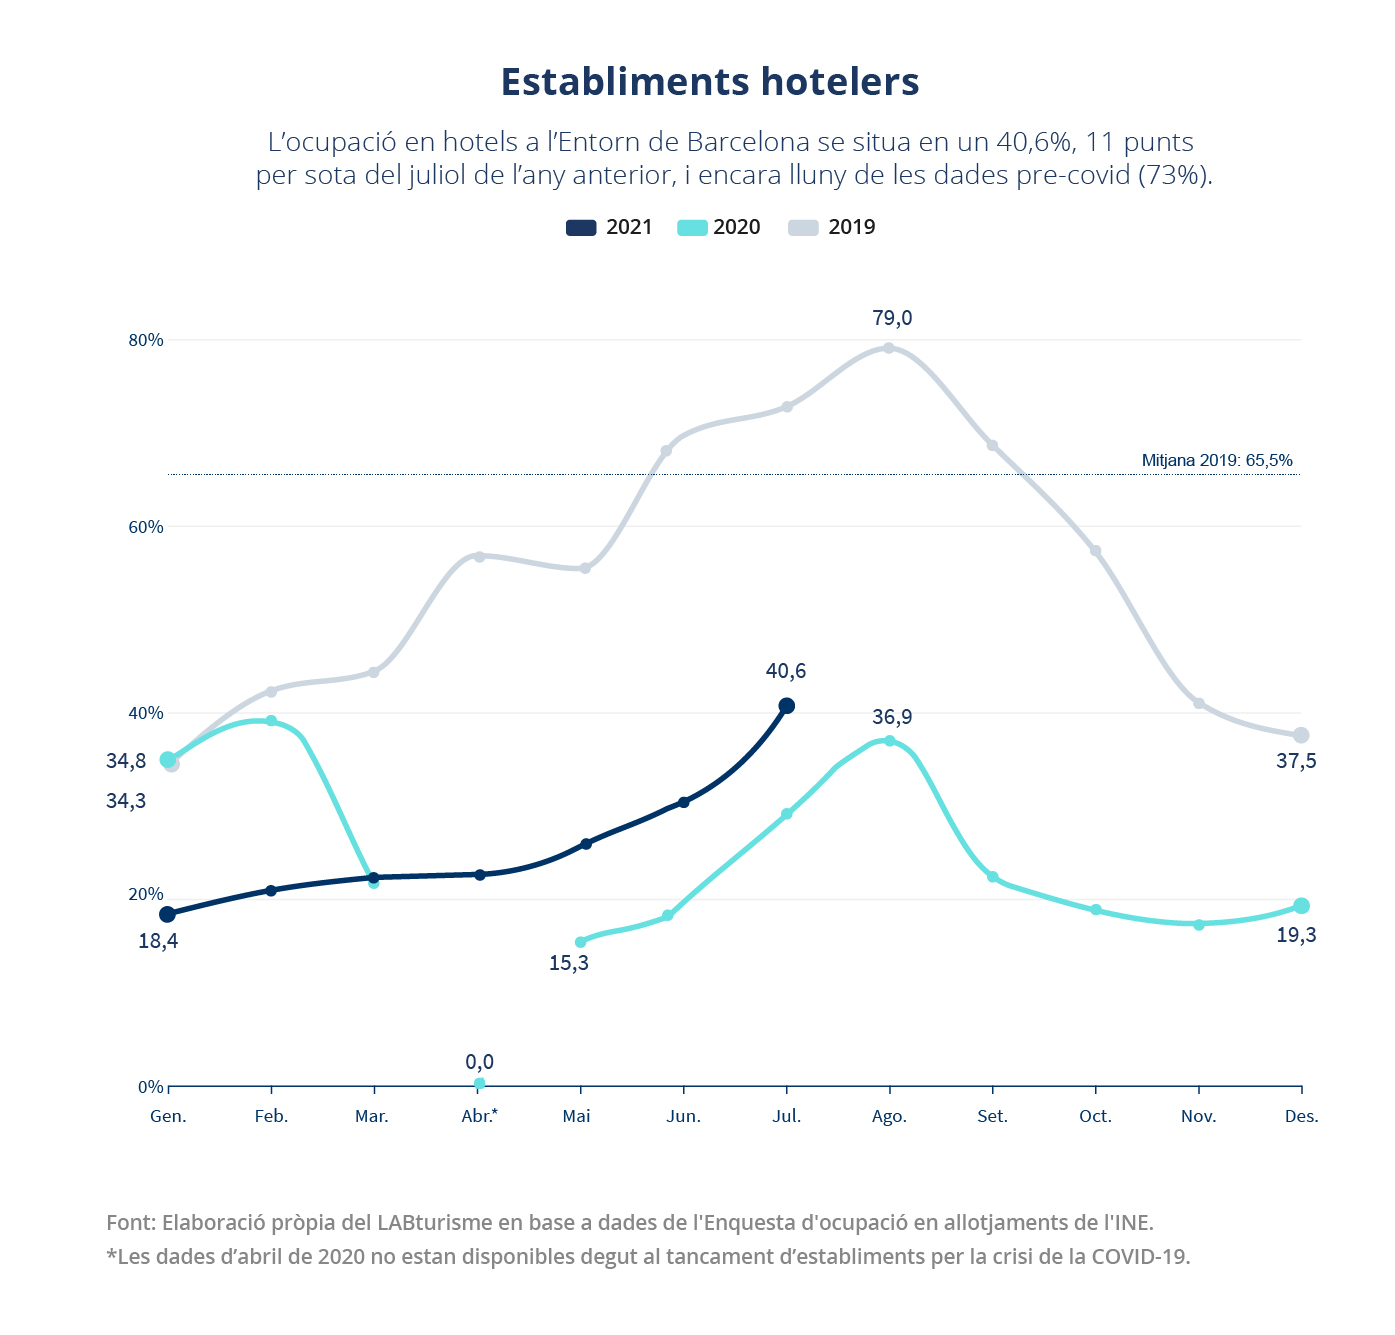 Establiments hotelers
L’ocupació en hotels a l’Entorn de Barcelona se situa en un 40,6%, 11 punts
per sota del juliol de l’any anterior, i encara lluny de les dades pre-covid (73%).
2021 2020 2019
79,0
80%
Mitjana 2019: 65,5%
60%
40,6
40%
36,9
34,8
37,5
34,3
20%
18,4
19,3
15,3
0,0
0%
Gen. Feb. Mar. Abr.* Mai Jun. Jul. Ago. Set. Oct. Nov. Des.
Font: Elaboració pròpia del LABturisme en base a dades de l'Enquesta d'ocupació en allotjaments de l'INE.
*Les dades d’abril de 2020 no estan disponibles degut al tancament d’establiments per la crisi de la COVID-19.